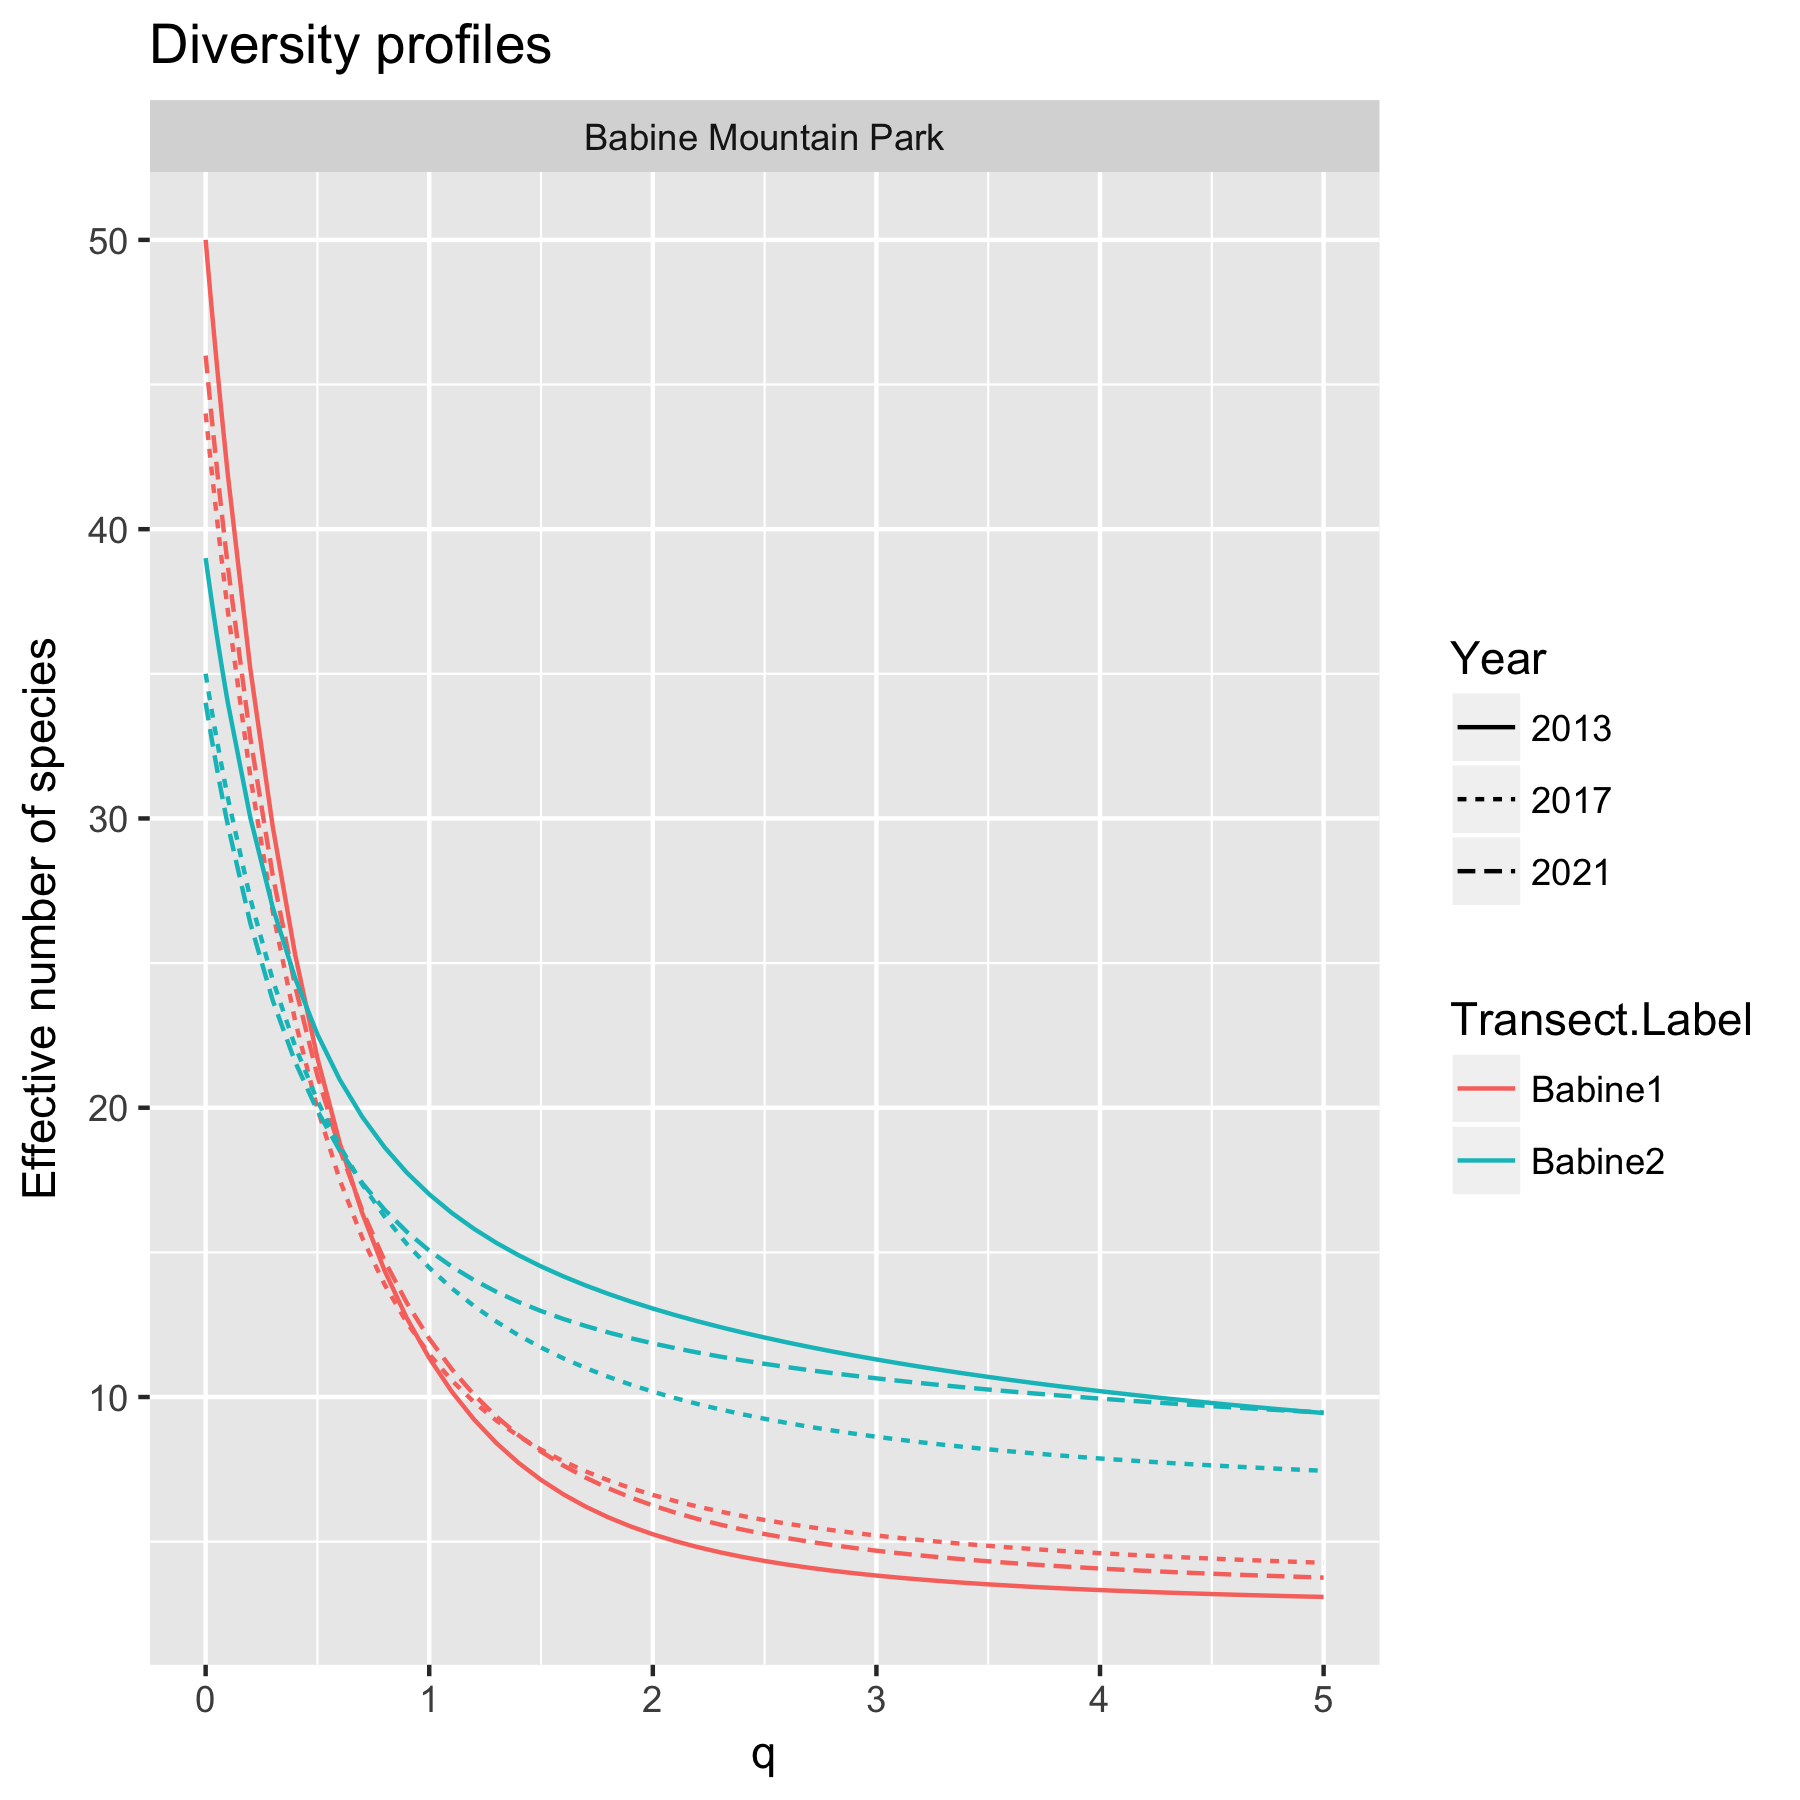 Diversity profiles
Babine Mountain Park
50
40
30
20
10
Effective number of species
0 1 2 3 4 5
q
Year
2013
2017
2021
Transect.Label
Babine1
Babine2